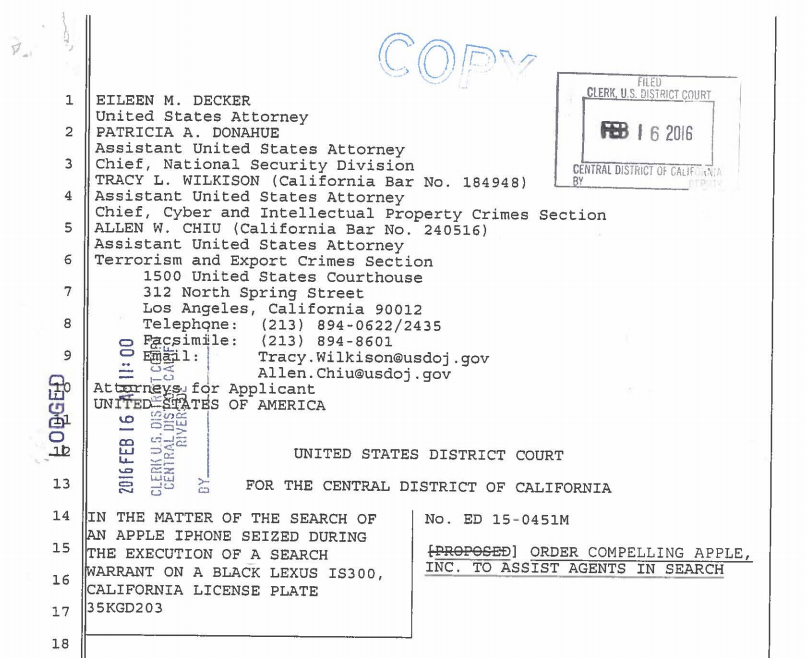 COPY
FILED
CLERK, U.S. DISTRICT COURT
FEB 16 2016
CENTRAL DISTRICT OF CALIFORNIA
BY DEPUTY
1 EILEEN M. DECKER
United States Attorney
2 PATRICIA A. DONAHUE
Assistant United States Attorney
3 Chief, National Security Division
TRACY L. WILKISON (California Bar No. 184948)
4 Assistant United States Attorney
Chief, Cyber and Intellectual Property Crimes Section
5 ALLEN W. CHIU (California Bar No. 240516)
Assistant United States Attorney
6 Terrorism and Export Crimes Section
1500 United States Courthouse
7 312 North Spring Street
Los Angeles, California 90012
8 Telephone: (213) 894-0622/2435
Facsimile: (213) 894-8601
9 Email: Tracy.Wilkison@usdoj.gov
Allen.Chiu@usdoj.gov
10 Attorneys for Applicant
UNITED STATES OF AMERICA
11
LODGED
2016 FEB 16 AM 11:00
CLERK U.S. DISTRICT COURT
CENTRAL DIST. OF CALIF.
RIVERSIDE
BY
12 UNITED STATES DISTRICT COURT
13 FOR THE CENTRAL DISTRICT OF CALIFORNIA
14 IN THE MATTER OF THE SEARCH OF
AN APPLE IPHONE SEIZED DURING
15 THE EXECUTION OF A SEARCH
WARRANT ON A BLACK LEXUS IS300,
16 CALIFORNIA LICENSE PLATE
17 35KGD203
No. ED 15-0451M
[PROPOSED] ORDER COMPELLING APPLE,
INC. TO ASSIST AGENTS IN SEARCH
18